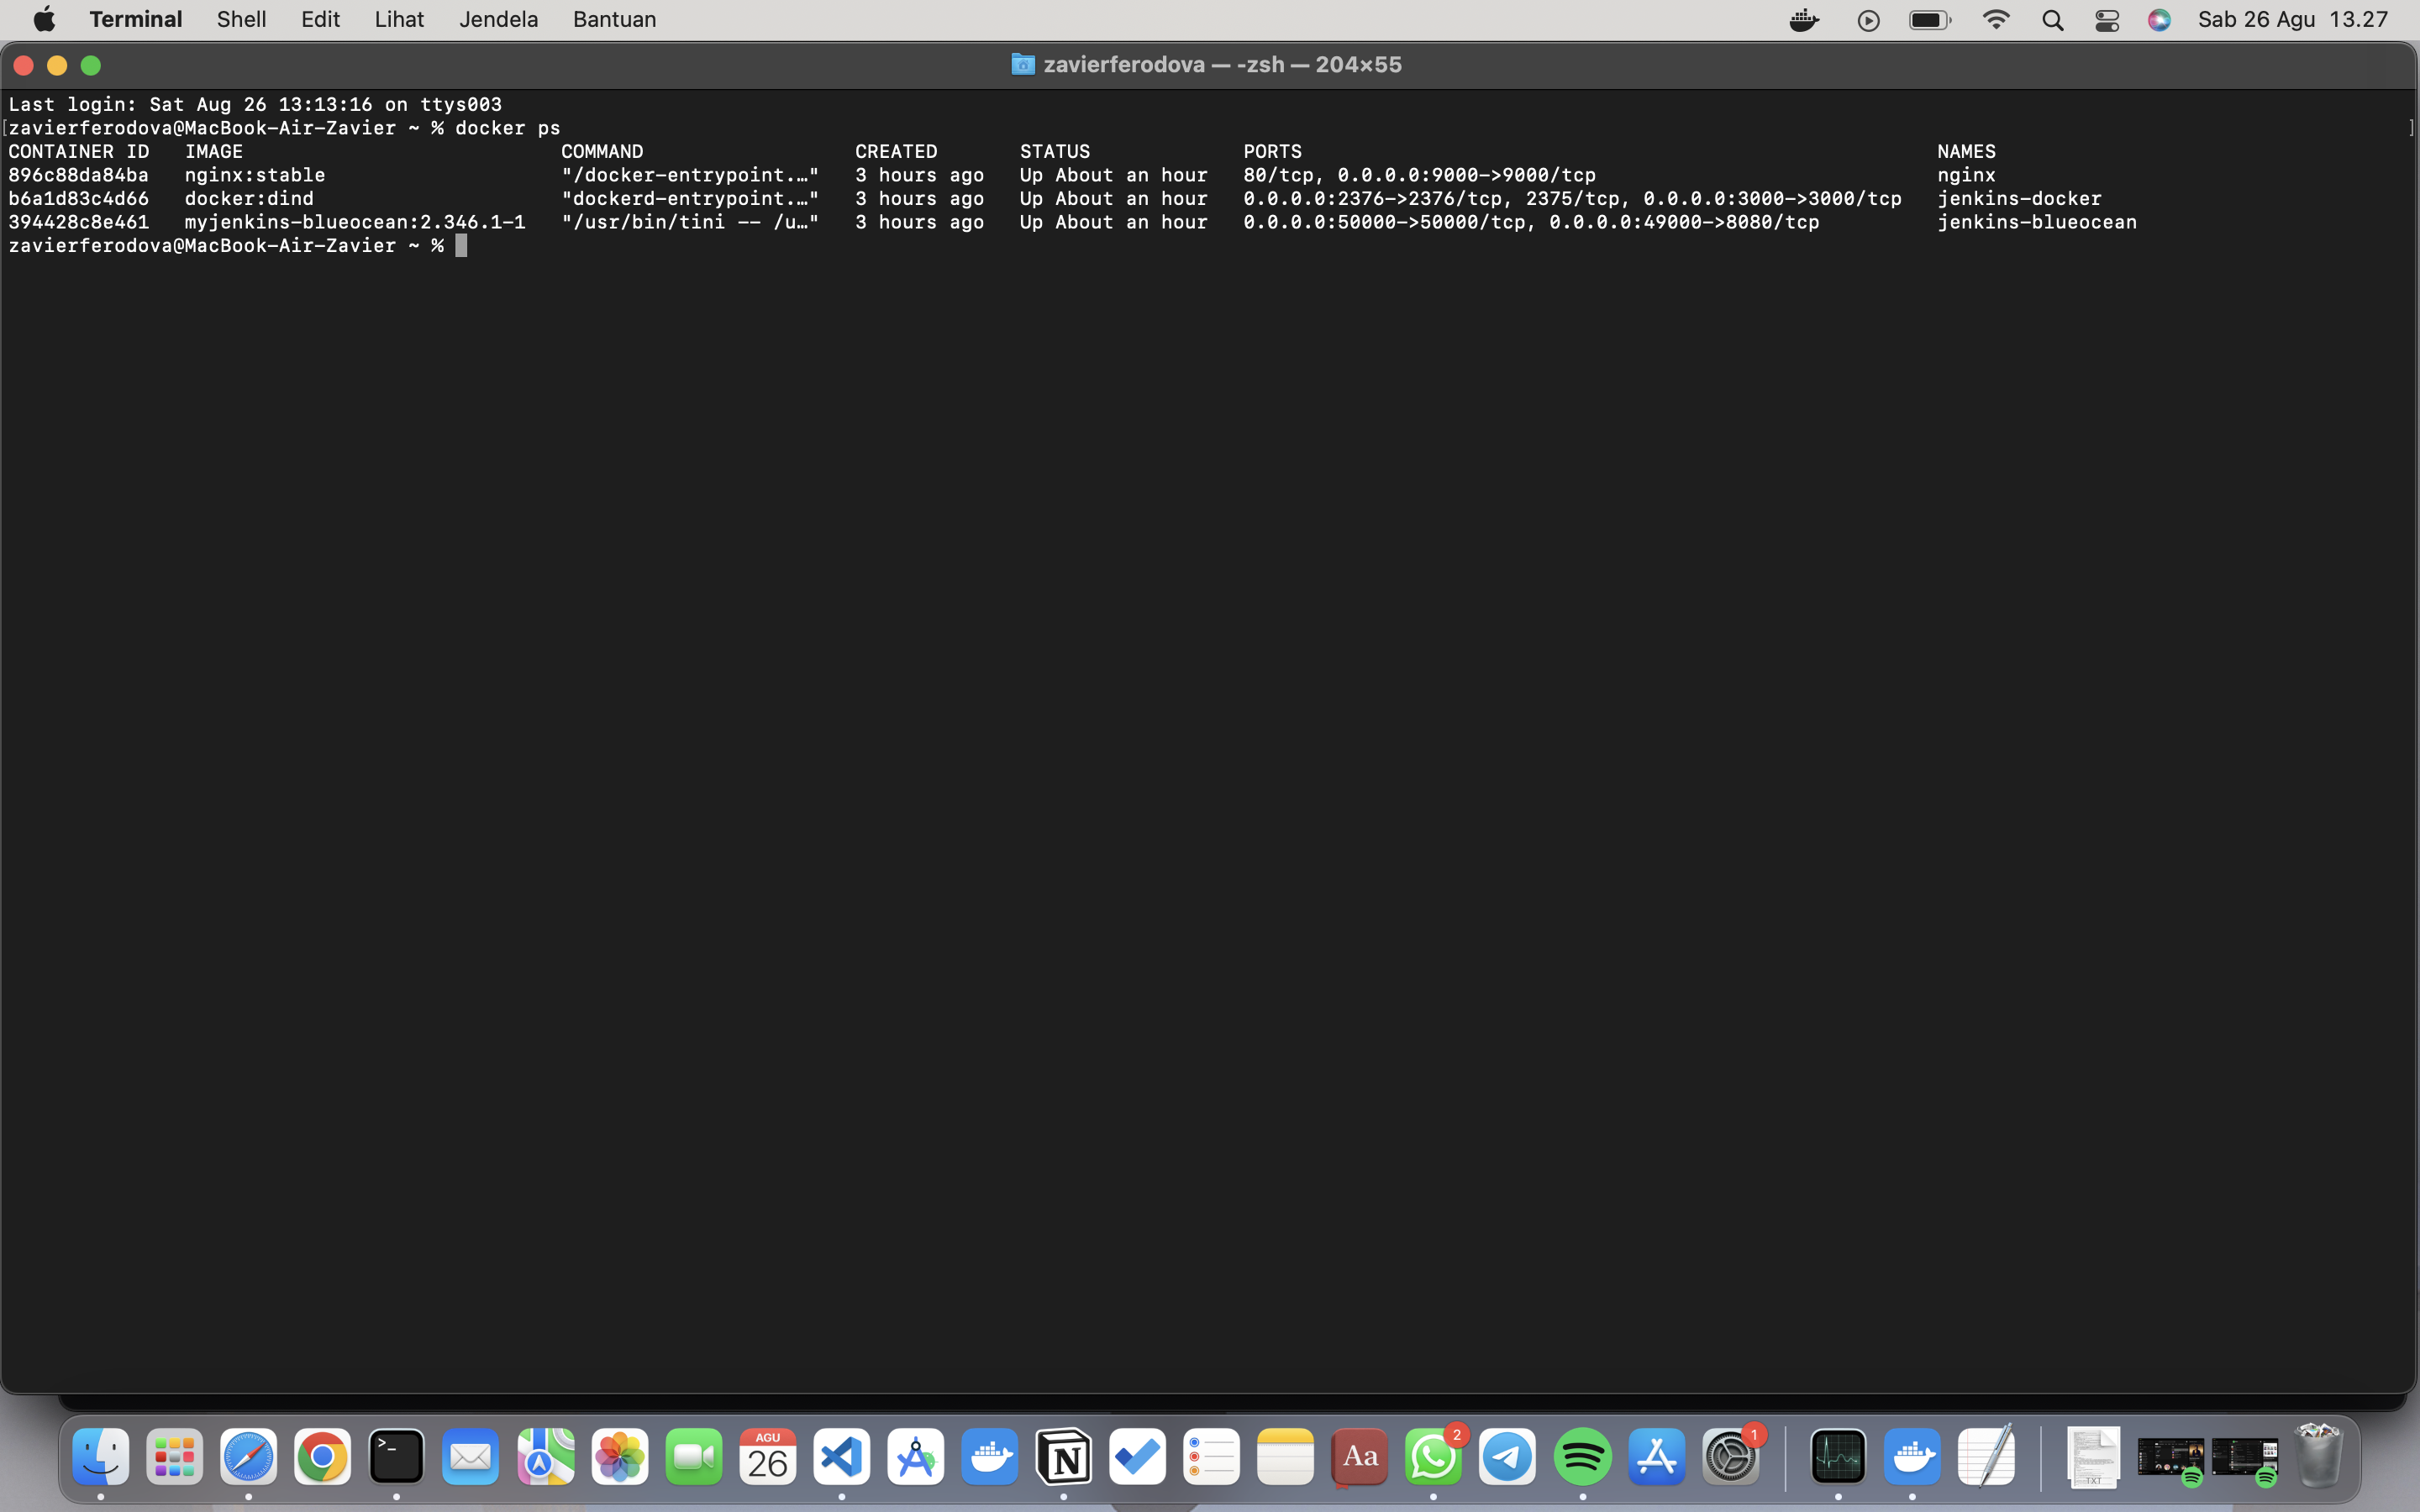 Terminal Shell Edit Lihat Jendela Bantuan Sab 26 Agu 13.27
zavierferodova — -zsh — 204×55
Last login: Sat Aug 26 13:13:16 on ttys003
[zavierferodova@MacBook-Air-Zavier ~ % docker ps ]
CONTAINER ID IMAGE COMMAND CREATED STATUS PORTS NAMES
896c88da84ba nginx:stable "/docker-entrypoint.…" 3 hours ago Up About an hour 80/tcp, 0.0.0.0:9000->9000/tcp nginx
b6a1d83c4d66 docker:dind "dockerd-entrypoint.…" 3 hours ago Up About an hour 0.0.0.0:2376->2376/tcp, 2375/tcp, 0.0.0.0:3000->3000/tcp jenkins-docker
394428c8e461 myjenkins-blueocean:2.346.1-1 "/usr/bin/tini -- /u…" 3 hours ago Up About an hour 0.0.0.0:50000->50000/tcp, 0.0.0.0:49000->8080/tcp jenkins-blueocean
zavierferodova@MacBook-Air-Zavier ~ %
AGU
26
Aa
2
1
TXT